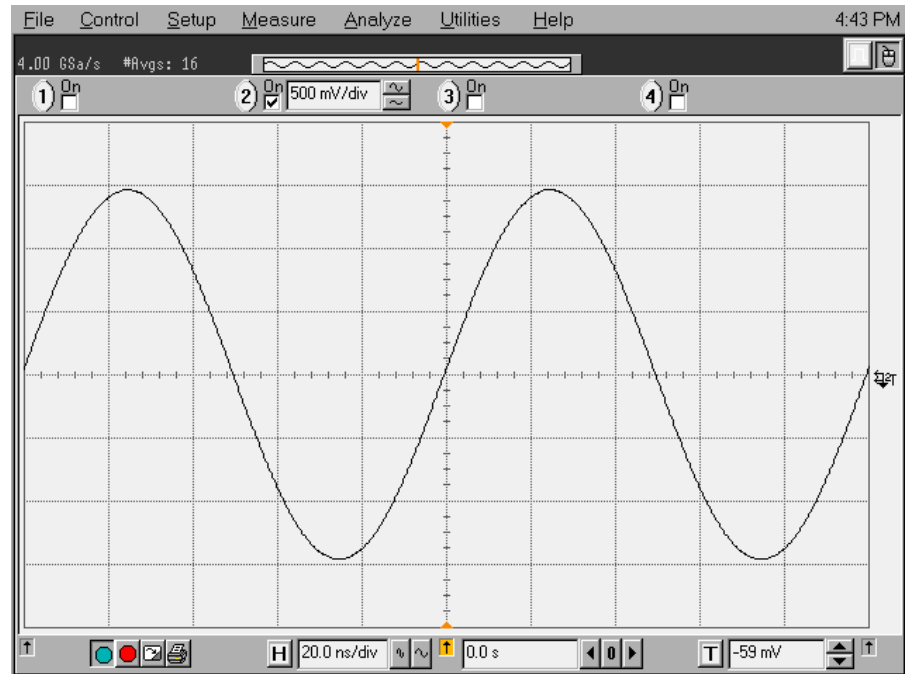 File Control Setup Measure Analyze Utilities Help 4:43 PM
4.00 GSa/s #Avgs: 16
1) On 2) On 500 mV/div 3) On 4) On
H 20.0 ns/div 0.0 s 0 T -59 mV